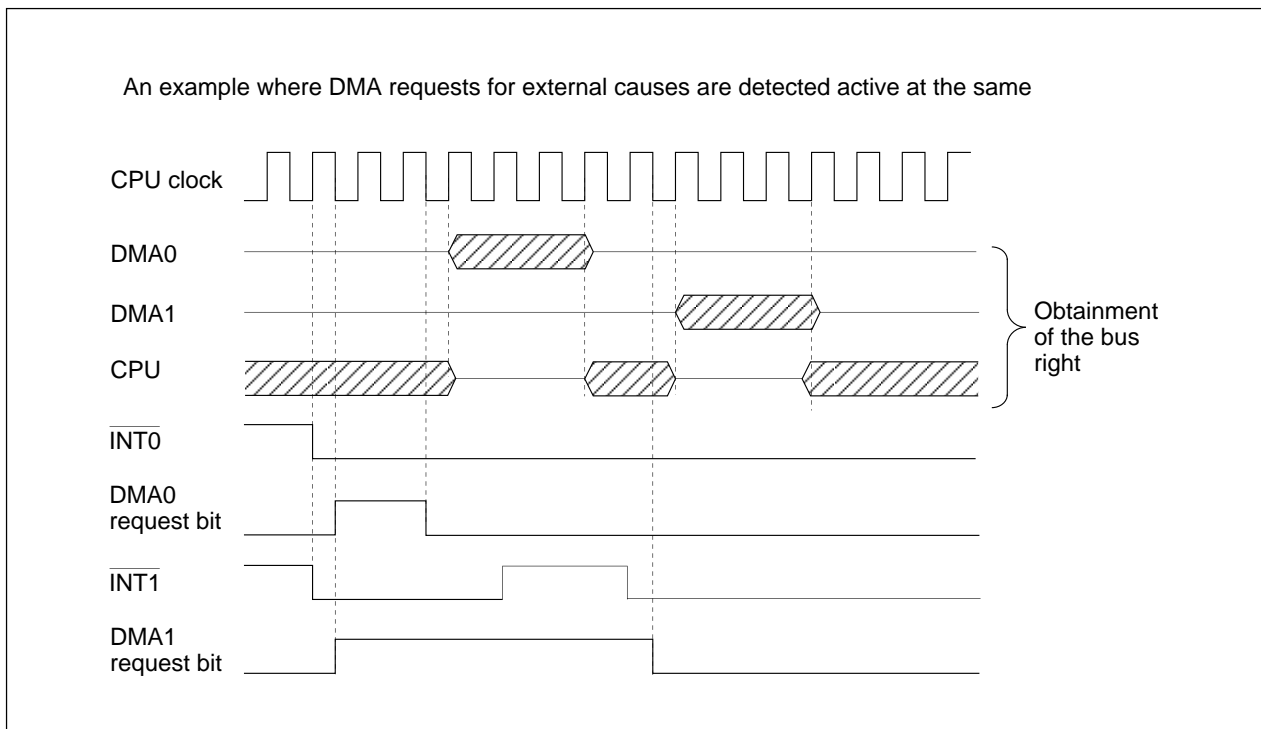 An example where DMA requests for external causes are detected active at the same
CPU clock
DMA0
DMA1
CPU
Obtainment
of the bus
right
INT0
DMA0
request bit
INT1
DMA1
request bit